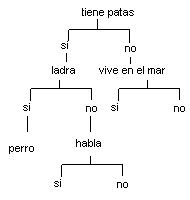 tiene patas
si no
ladra vive en el mar
si no si no
perro habla
si no